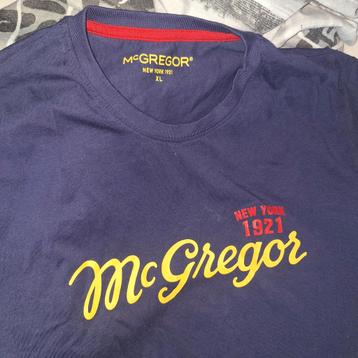 McGREGOR®
NEW YORK 1921
XL
NEW YORK
1921
McGregor